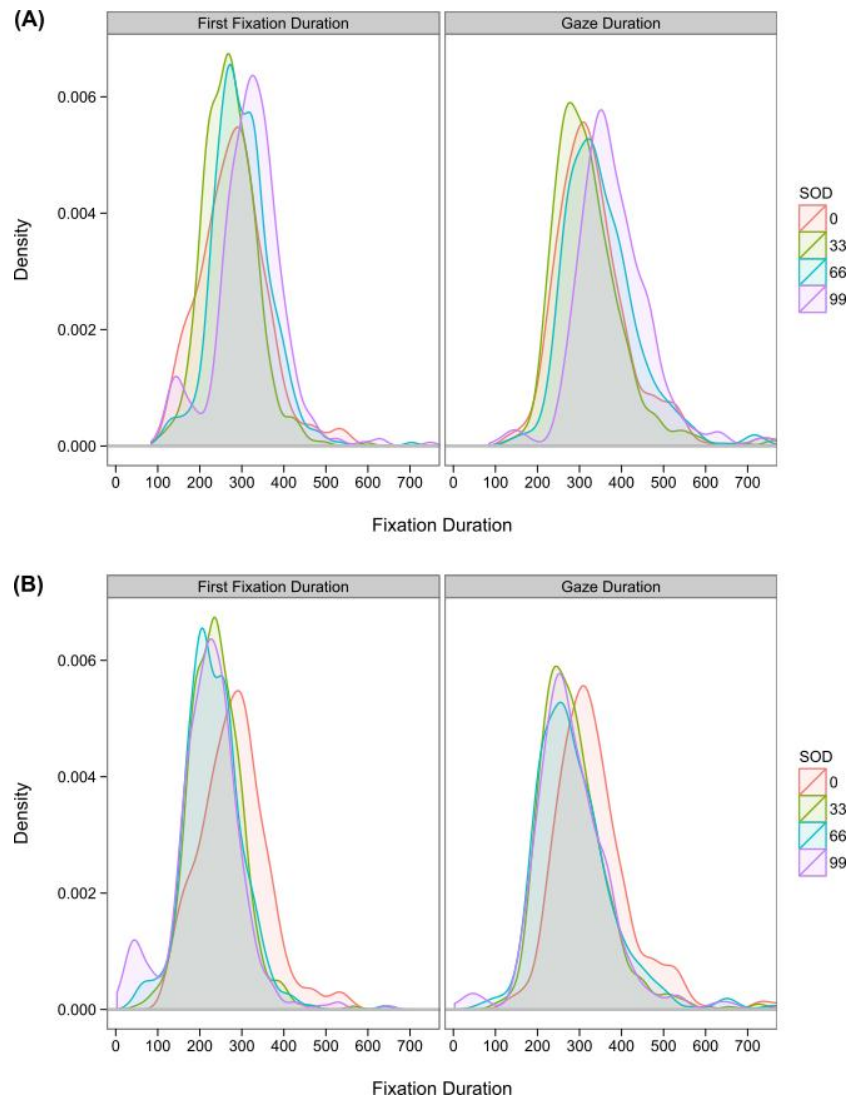 (A)
First Fixation Duration
Gaze Duration
0.006
0.004
0.002
0.000
Density
0 100 200 300 400 500 600 700
0 100 200 300 400 500 600 700
Fixation Duration
SOD
0
33
66
99
(B)
First Fixation Duration
Gaze Duration
0.006
0.004
0.002
0.000
Density
0 100 200 300 400 500 600 700
0 100 200 300 400 500 600 700
Fixation Duration
SOD
0
33
66
99